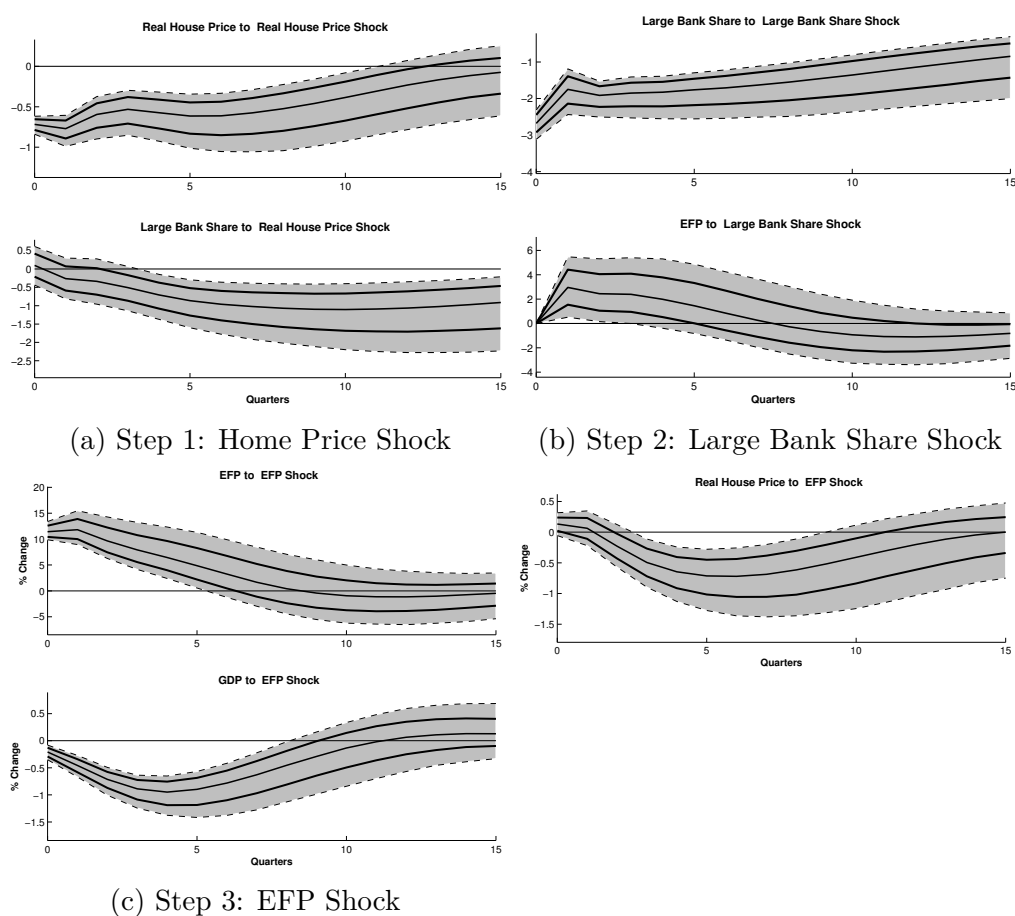 Real House Price to Real House Price Shock
0
−0.5
−1
0 5 10 15
Large Bank Share to Real House Price Shock
0.5
0
−0.5
−1
−1.5
−2
−2.5
0 5 10 15
Quarters
(a) Step 1: Home Price Shock
Large Bank Share to Large Bank Share Shock
−1
−2
−3
−4
0 5 10 15
EFP to Large Bank Share Shock
6
4
2
0
−2
−4
0 5 10 15
Quarters
(b) Step 2: Large Bank Share Shock
EFP to EFP Shock
% Change
20
15
10
5
0
−5
0 5 10 15
GDP to EFP Shock
% Change
0.5
0
−0.5
−1
−1.5
0 5 10 15
Quarters
Real House Price to EFP Shock
% Change
0.5
0
−0.5
−1
−1.5
0 5 10 15
Quarters
(c) Step 3: EFP Shock